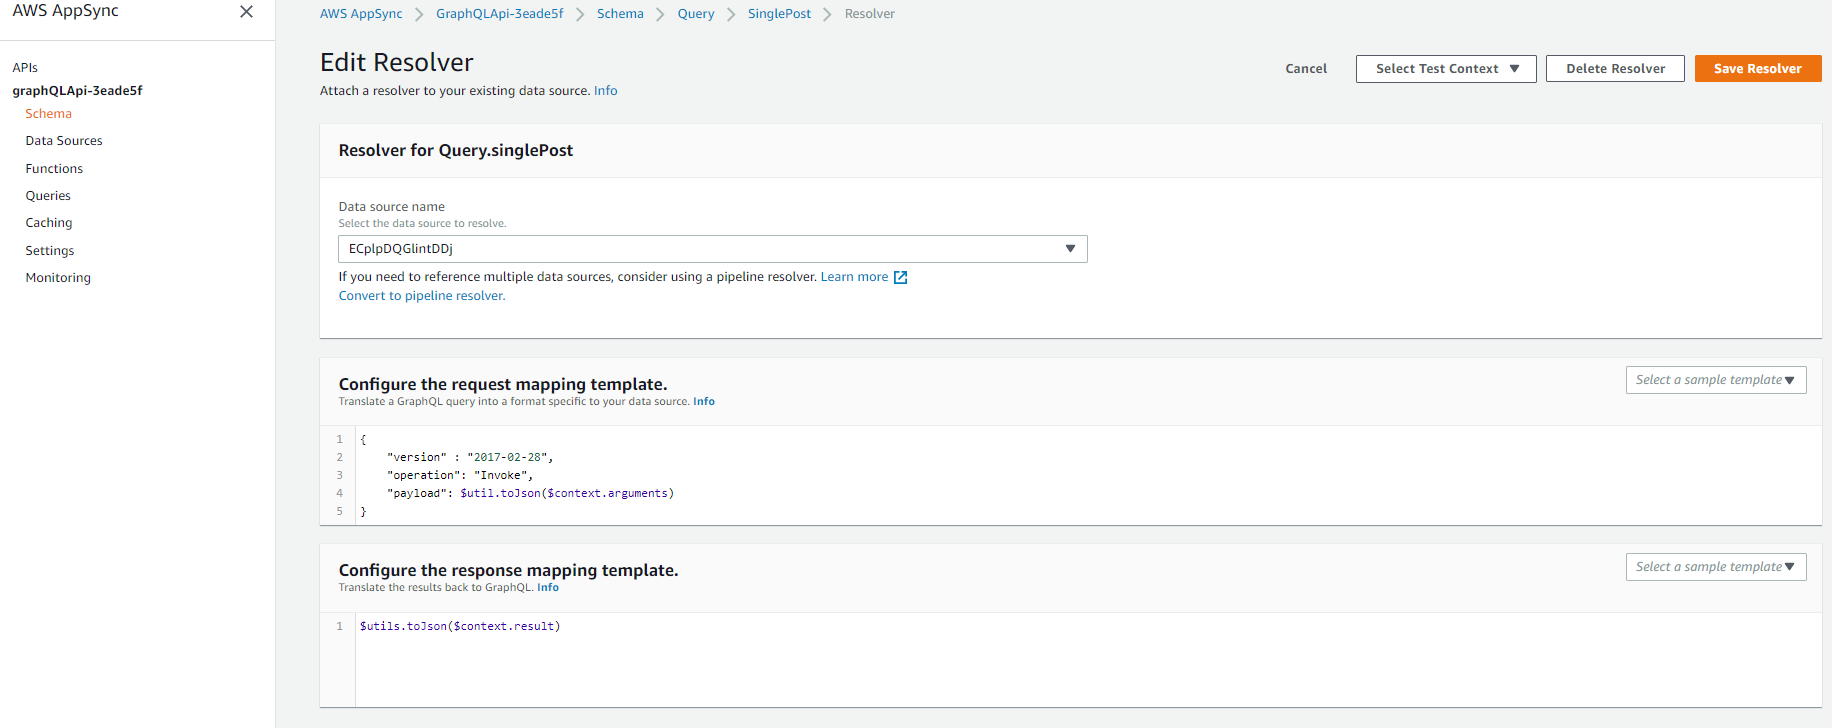 AWS AppSync
APIs
graphQLApi-3eade5f
Schema
Data Sources
Functions
Queries
Caching
Settings
Monitoring
AWS AppSync > GraphQLApi-3eade5f > Schema > Query > SinglePost > Resolver
Edit Resolver
Attach a resolver to your existing data source. Info
Cancel
Select Test Context
Delete Resolver
Save Resolver
Resolver for Query.singlePost
Data source name
Select the data source to resolve.
ECplpDQGlintDDj
If you need to reference multiple data sources, consider using a pipeline resolver. Learn more
Convert to pipeline resolver.
Configure the request mapping template.
Translate a GraphQL query into a format specific to your data source. Info
Select a sample template
1 {
2 "version" : "2017-02-28",
3 "operation": "Invoke",
4 "payload": $util.toJson($context.arguments)
5 }
Configure the response mapping template.
Translate the results back to GraphQL. Info
Select a sample template
1 $utils.toJson($context.result)